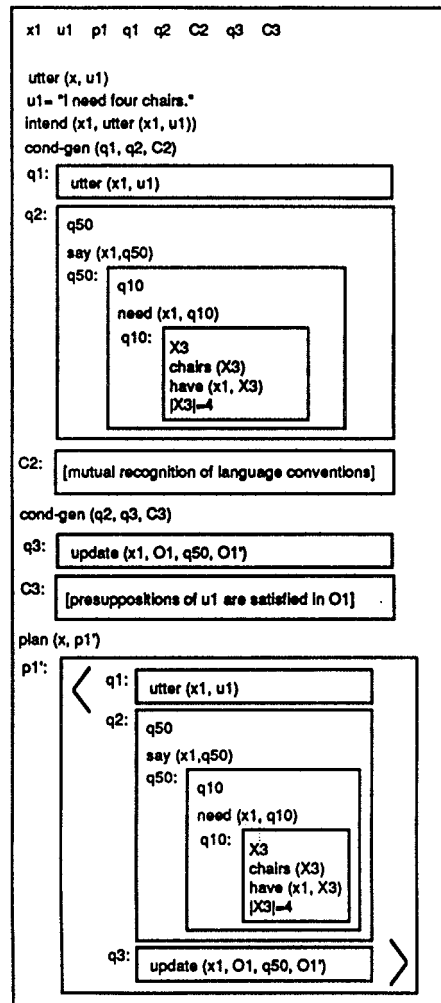 x1 u1 p1 q1 q2 C2 q3 C3
utter (x, u1)
u1= "I need four chairs."
intend (x1, utter (x1, u1))
cond-gen (q1, q2, C2)
q1: utter (x1, u1)
q2: q50
say (x1,q50)
q50: q10
need (x1, q10)
q10: X3
chairs (X3)
have (x1, X3)
|X3|=4
C2: [mutual recognition of language conventions]
cond-gen (q2, q3, C3)
q3: update (x1, O1, q50, O1')
C3: [presuppositions of u1 are satisfied in O1]
plan (x, p1')
p1': < q1: utter (x1, u1)
q2: q50
say (x1,q50)
q50: q10
need (x1, q10)
q10: X3
chairs (X3)
have (x1, X3)
|X3|=4
q3: update (x1, O1, q50, O1') >